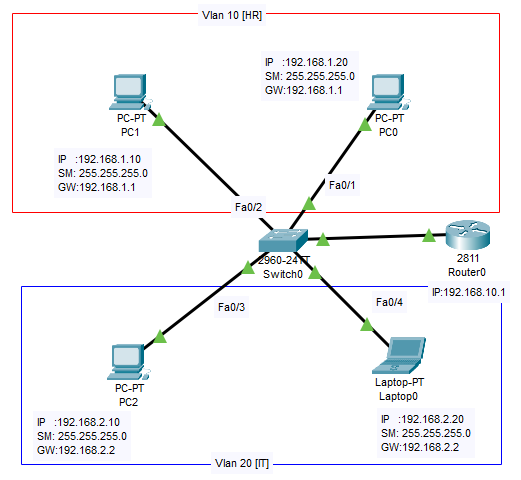 Vlan 10 [HR]
IP :192.168.1.20
SM: 255.255.255.0
GW:192.168.1.1
PC-PT
PC1
PC-PT
PC0
IP :192.168.1.10
SM: 255.255.255.0
GW:192.168.1.1
Fa0/1
Fa0/2
2960-24TT
Switch0
2811
Router0
IP:192.168.10.1
Fa0/3
Fa0/4
PC-PT
PC2
Laptop-PT
Laptop0
IP :192.168.2.10
SM: 255.255.255.0
GW:192.168.2.2
IP :192.168.2.20
SM: 255.255.255.0
GW:192.168.2.2
Vlan 20 [IT]